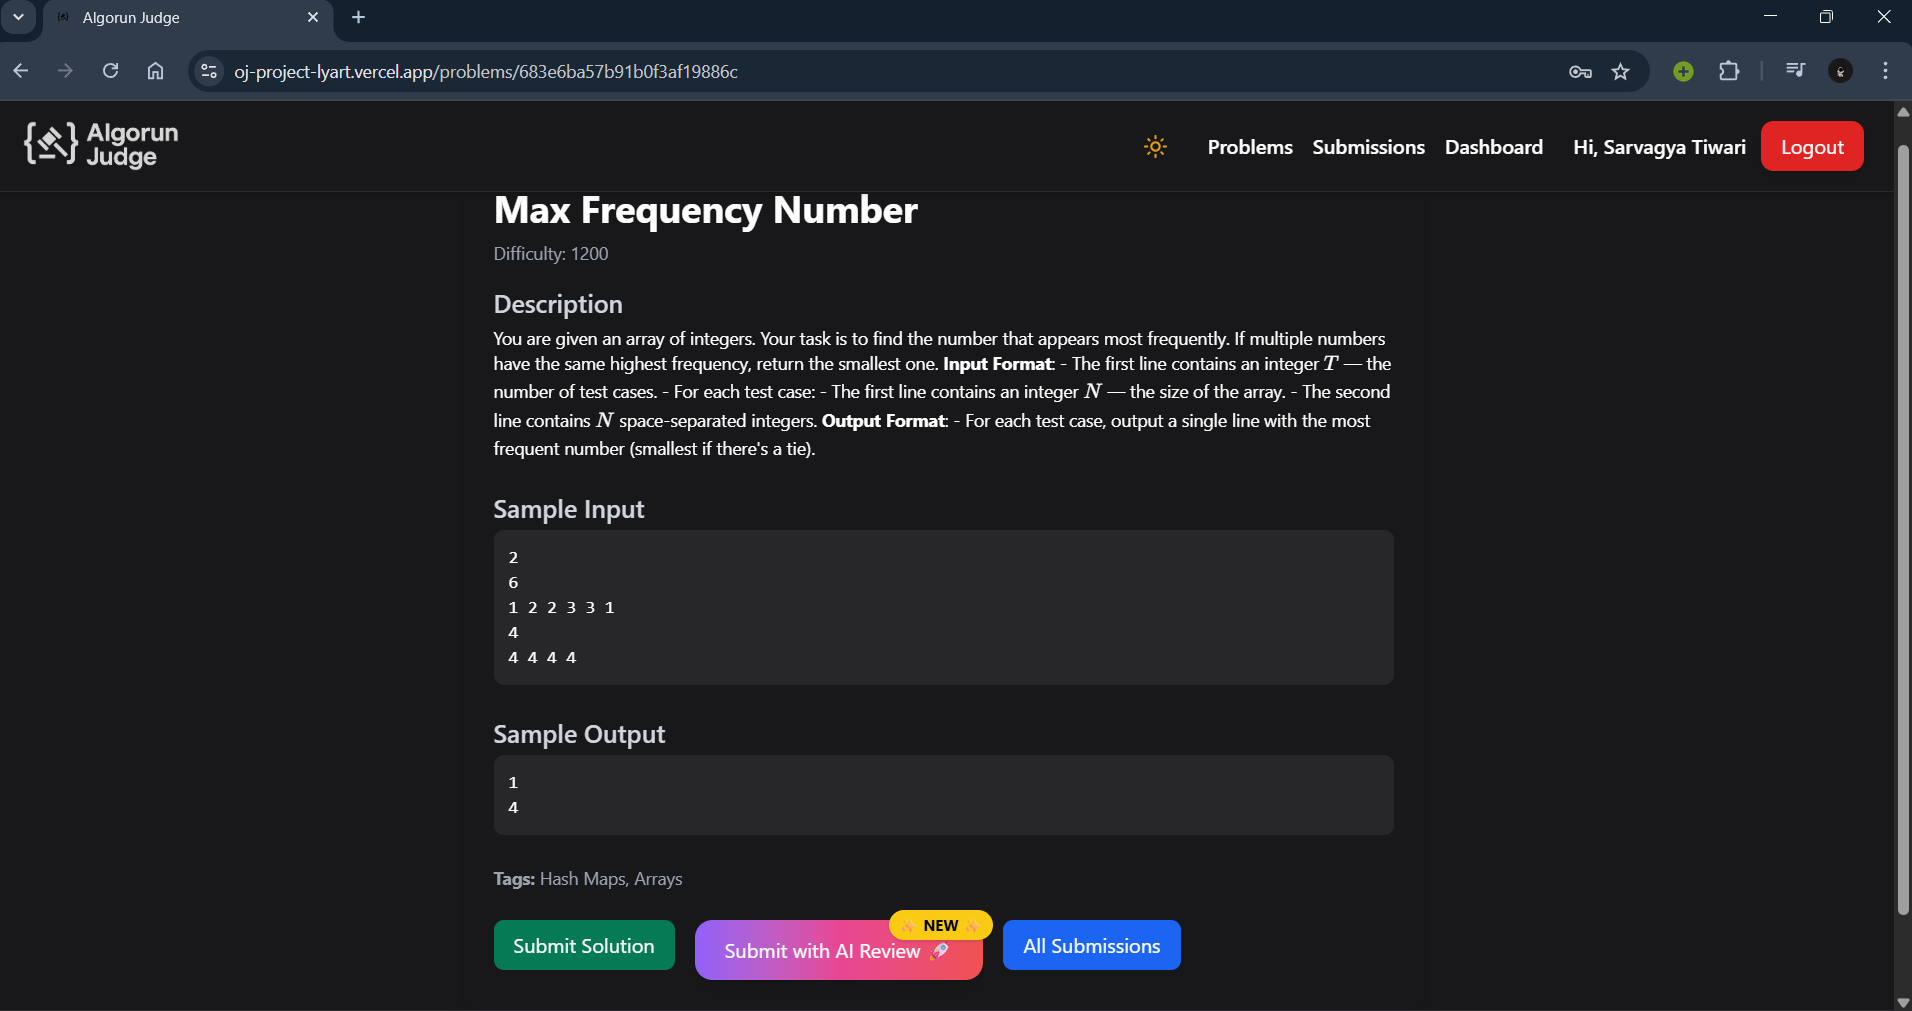 Algorun Judge
oj-project-lyart.vercel.app/problems/683e6ba57b91b0f3af19886c
Algorun
Judge
Problems Submissions Dashboard Hi, Sarvagya Tiwari Logout
Max Frequency Number
Difficulty: 1200
Description
You are given an array of integers. Your task is to find the number that appears most frequently. If multiple numbers
have the same highest frequency, return the smallest one. Input Format: - The first line contains an integer T — the
number of test cases. - For each test case: - The first line contains an integer N — the size of the array. - The second
line contains N space-separated integers. Output Format: - For each test case, output a single line with the most
frequent number (smallest if there's a tie).
Sample Input
2
6
1 2 2 3 3 1
4
4 4 4 4
Sample Output
1
4
Tags: Hash Maps, Arrays
Submit Solution
✨ NEW ✨
Submit with AI Review 🚀
All Submissions